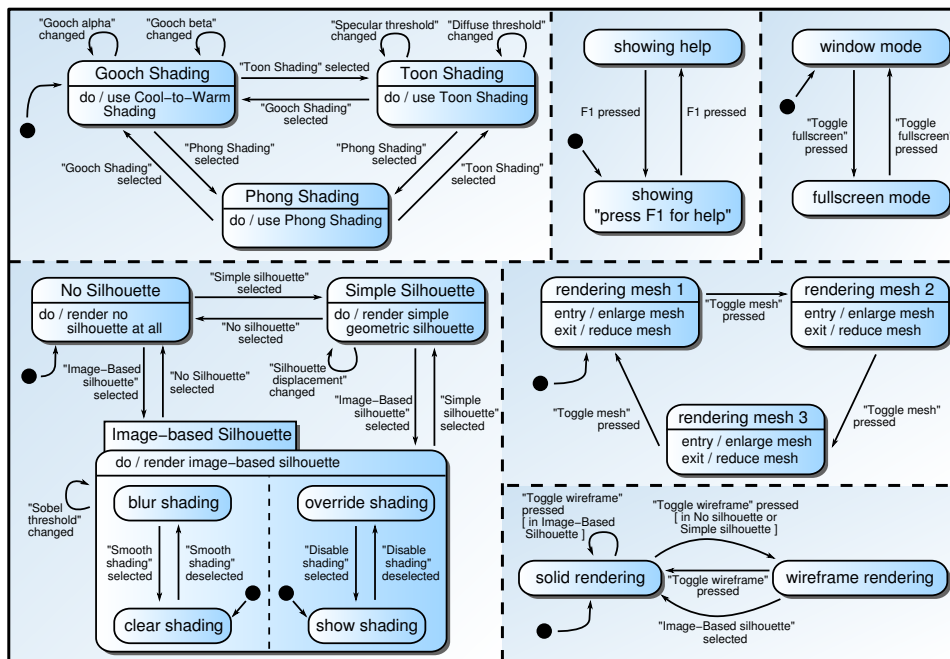 "Gooch alpha"
changed
"Gooch beta"
changed
Gooch Shading
do / use Cool-to-Warm
Shading
"Toon Shading" selected
"Gooch Shading"
selected
"Specular threshold"
changed
"Diffuse threshold"
changed
Toon Shading
do / use Toon Shading
"Gooch Shading"
selected
"Phong Shading"
selected
"Phong Shading"
selected
"Toon Shading"
selected
Phong Shading
do / use Phong Shading
showing help
F1 pressed
F1 pressed
showing
"press F1 for help"
window mode
"Toggle
fullscreen"
pressed
"Toggle
fullscreen"
pressed
fullscreen mode
No Silhouette
do / render no
silhouette at all
"Simple silhouette"
selected
"No silhouette"
selected
Simple Silhouette
do / render simple
geometric silhouette
"Image-Based
silhouette"
selected
"No Silhouette"
selected
"Silhouette
displacement"
changed
"Image-Based
silhouette"
selected
"Simple
silhouette"
selected
Image-based Silhouette
do / render image-based silhouette
"Sobel
threshold"
changed
blur shading
"Smooth
shading"
selected
"Smooth
shading"
deselected
clear shading
override shading
"Disable
shading"
selected
"Disable
shading"
deselected
show shading
rendering mesh 1
entry / enlarge mesh
exit / reduce mesh
"Toggle mesh"
pressed
rendering mesh 2
entry / enlarge mesh
exit / reduce mesh
"Toggle mesh"
pressed
rendering mesh 3
entry / enlarge mesh
exit / reduce mesh
"Toggle mesh"
pressed
"Toggle wireframe"
pressed
[ in Image-Based
Silhouette ]
"Toggle wireframe" pressed
[ in No silhouette or
Simple silhouette ]
solid rendering
"Toggle wireframe"
pressed
wireframe rendering
"Image-Based silhouette"
selected